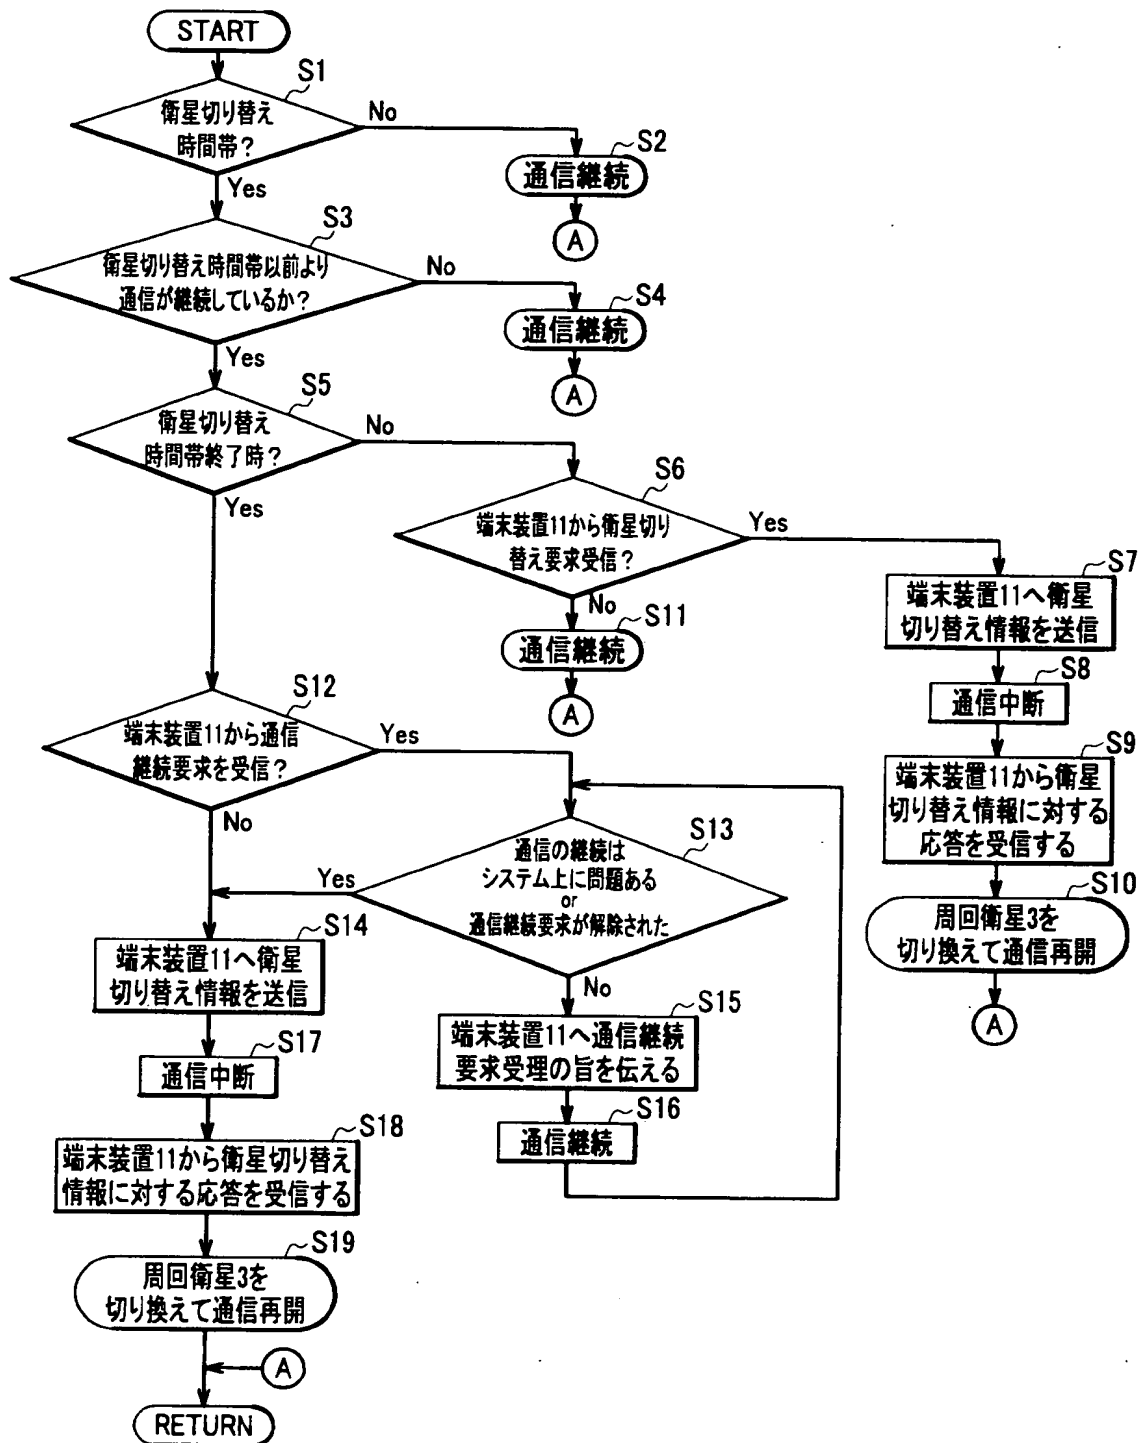 START
S1
衛星切り替え
時間帯?
No
Yes
S2
通信継続
A
S3
衛星切り替え時間帯以前より
通信が継続しているか?
No
Yes
S4
通信継続
A
S5
衛星切り替え
時間帯終了時?
No
Yes
S6
端末装置11から衛星切り
替え要求受信?
Yes
No
S7
端末装置11へ衛星
切り替え情報を送信
S8
通信中断
S9
端末装置11から衛星
切り替え情報に対する
応答を受信する
S10
周回衛星3を
切り換えて通信再開
A
S11
通信継続
A
S12
端末装置11から通信
継続要求を受信?
Yes
No
S13
通信の継続は
システム上に問題ある
or
通信継続要求が解除された
Yes
No
S14
端末装置11へ衛星
切り替え情報を送信
S15
端末装置11へ通信継続
要求受理の旨を伝える
S16
通信継続
S17
通信中断
S18
端末装置11から衛星切り替え
情報に対する応答を受信する
S19
周回衛星3を
切り換えて通信再開
A
RETURN